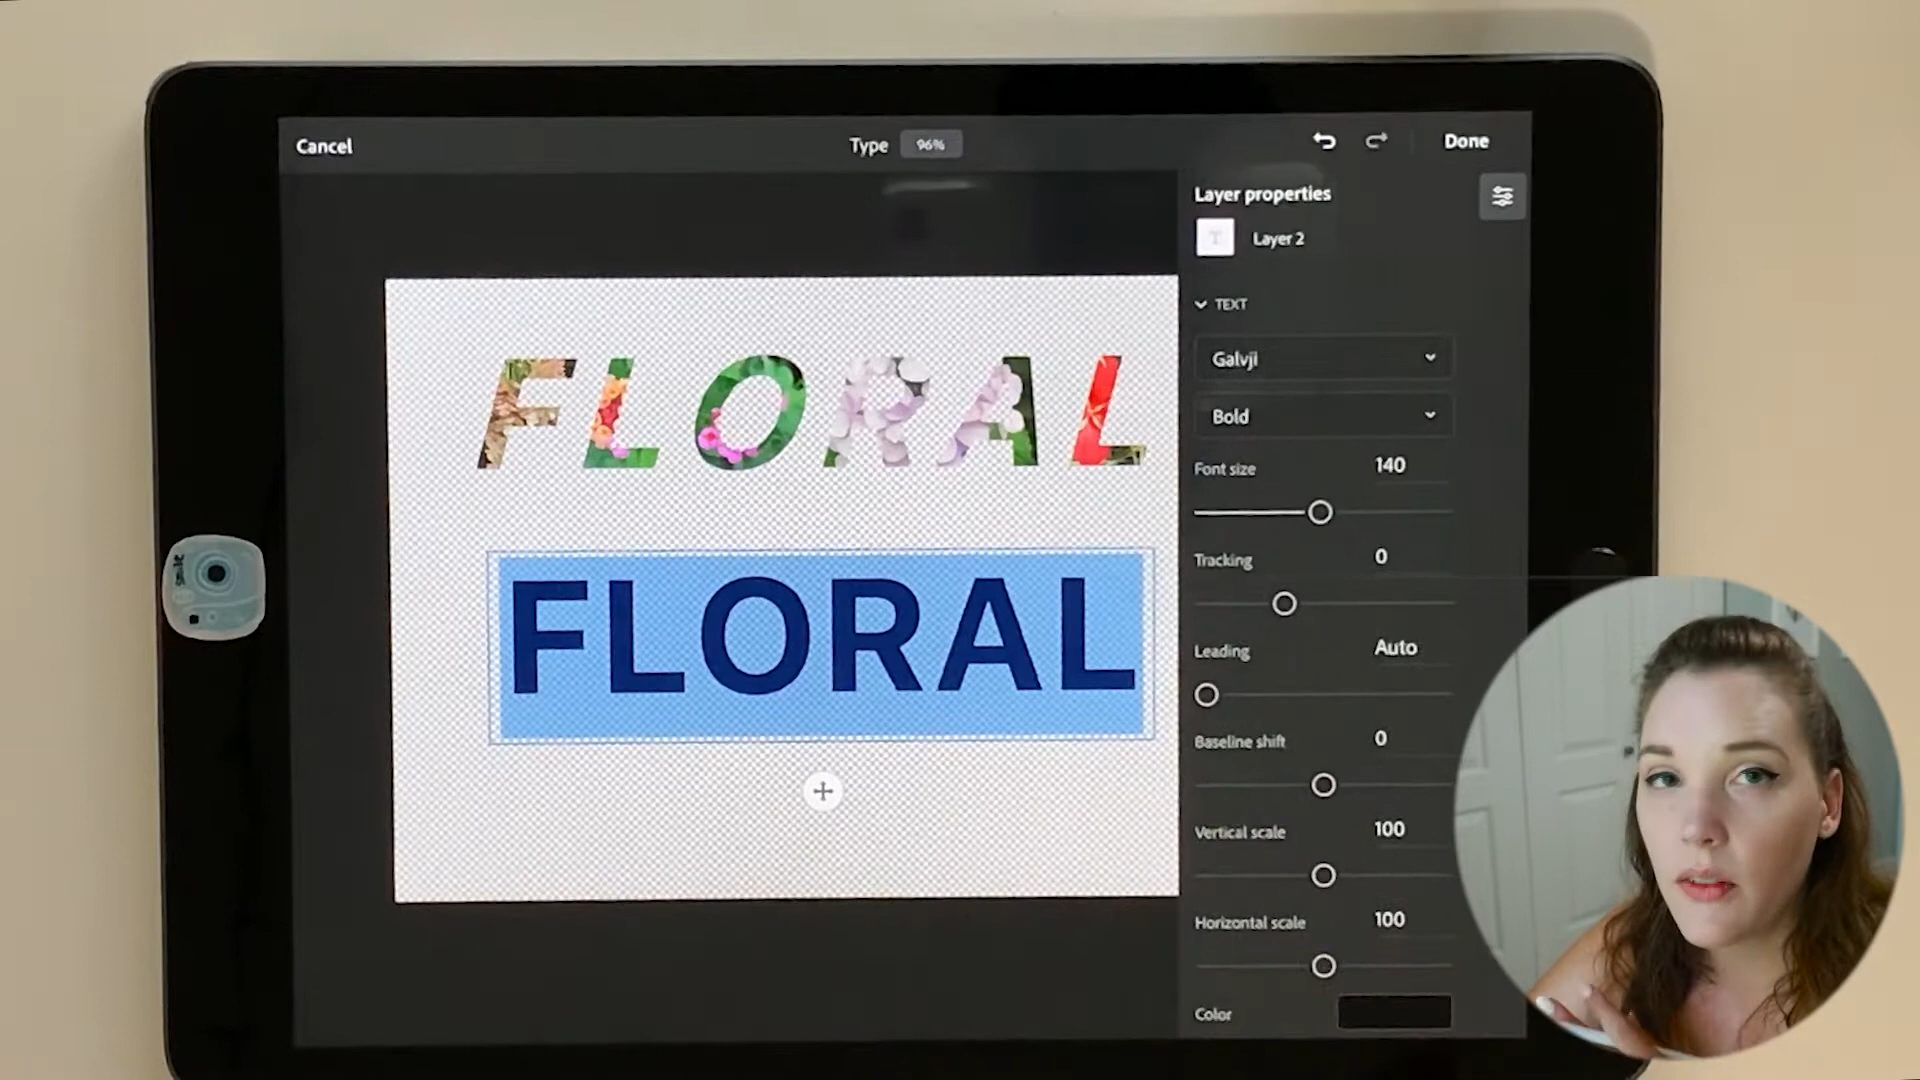 Cancel
Type 96%
Done
Layer properties
T Layer 2
TEXT
Galvji
Bold
Font size 140
Tracking 0
Leading Auto
Baseline shift 0
Vertical scale 100
Horizontal scale 100
Color
FLORAL
FLORAL
smile